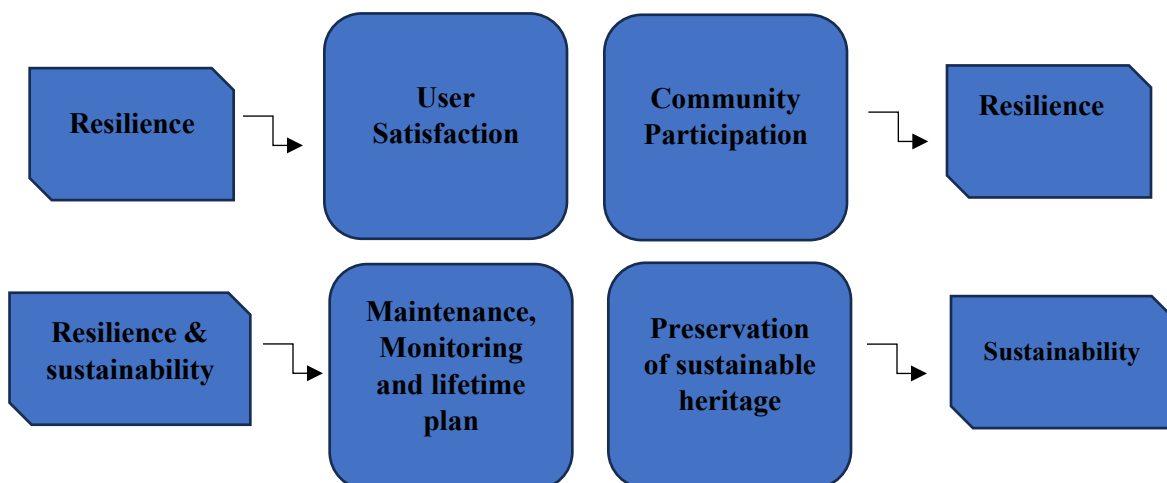 Resilience
User
Satisfaction
Community
Participation
Resilience
Resilience &
sustainability
Maintenance,
Monitoring
and lifetime
plan
Preservation
of sustainable
heritage
Sustainability